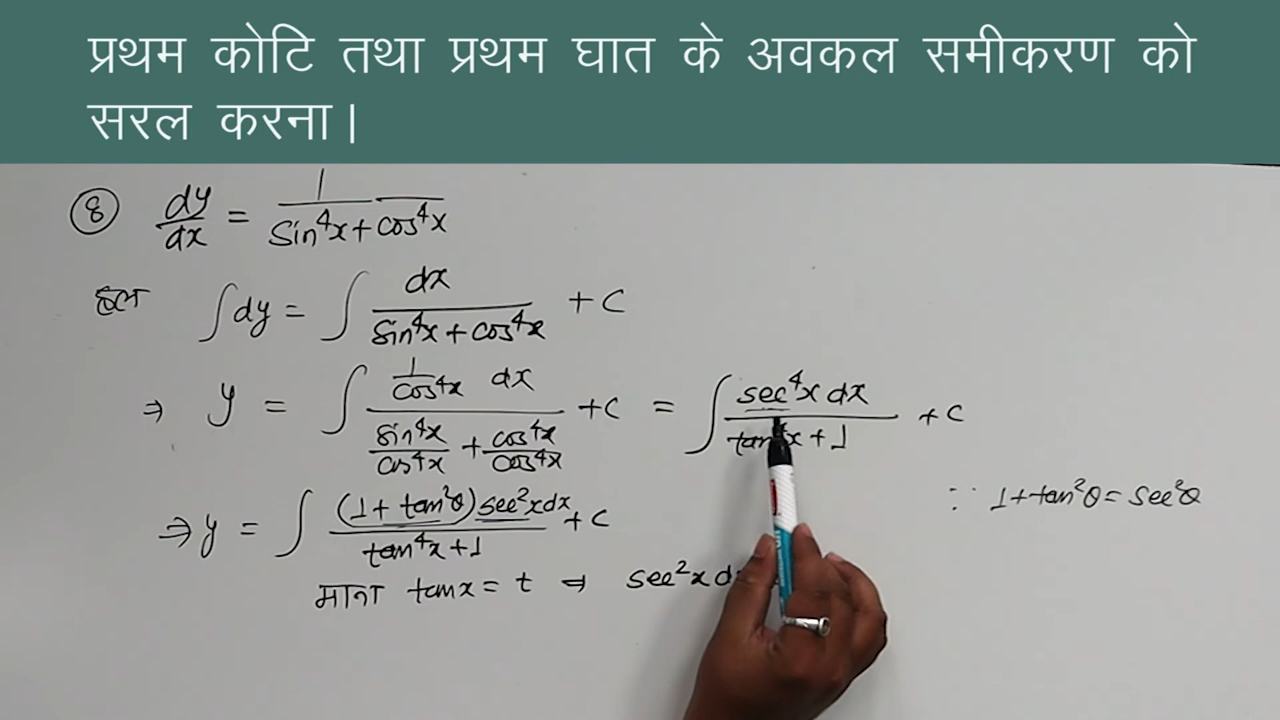 प्रथम कोटि तथा प्रथम घात के अवकल समीकरण को
सरल करना।
⑧ dy/dx = 1/(Sin⁴x + cos⁴x)
हल ∫dy = ∫ dx/(Sin⁴x + cos⁴x) + C
⇒ y = ∫ (1/cos⁴x dx)/(sin⁴x/cos⁴x + cos⁴x/cos⁴x) + C = ∫ sec⁴x dx/(tan⁴x + 1) + C
∵ 1+tan²θ = Sec²θ
⇒ y = ∫ (1+tan²θ) sec²x dx/(tan⁴x + 1) + C
माना tanx = t ⇒ sec²x d